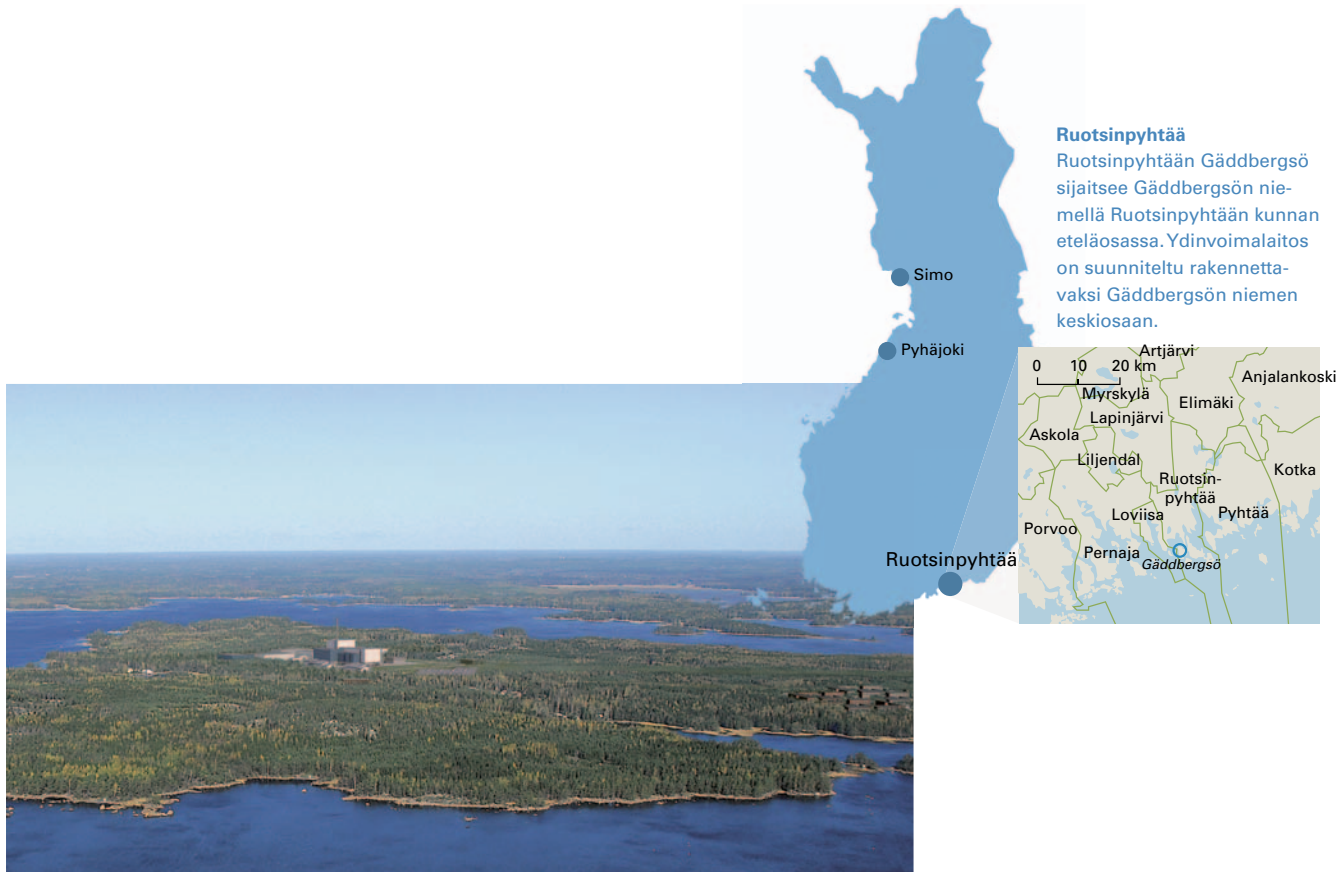 Ruotsinpyhtää
Ruotsinpyhtään Gäddbergsö
sijaitsee Gäddbergsön nie-
mellä Ruotsinpyhtään kunnan
eteläosassa. Ydinvoimalaitos
on suunniteltu rakennetta-
vaksi Gäddbergsön niemen
keskiosaan.
Simo
Pyhäjoki
Ruotsinpyhtää
Artjärvi
0 10 20 km
Anjalankoski
Myrskylä
Elimäki
Lapinjärvi
Askola
Liljendal
Kotka
Ruotsin-
pyhtää
Loviisa
Pyhtää
Porvoo
Pernaja
Gäddbergsö